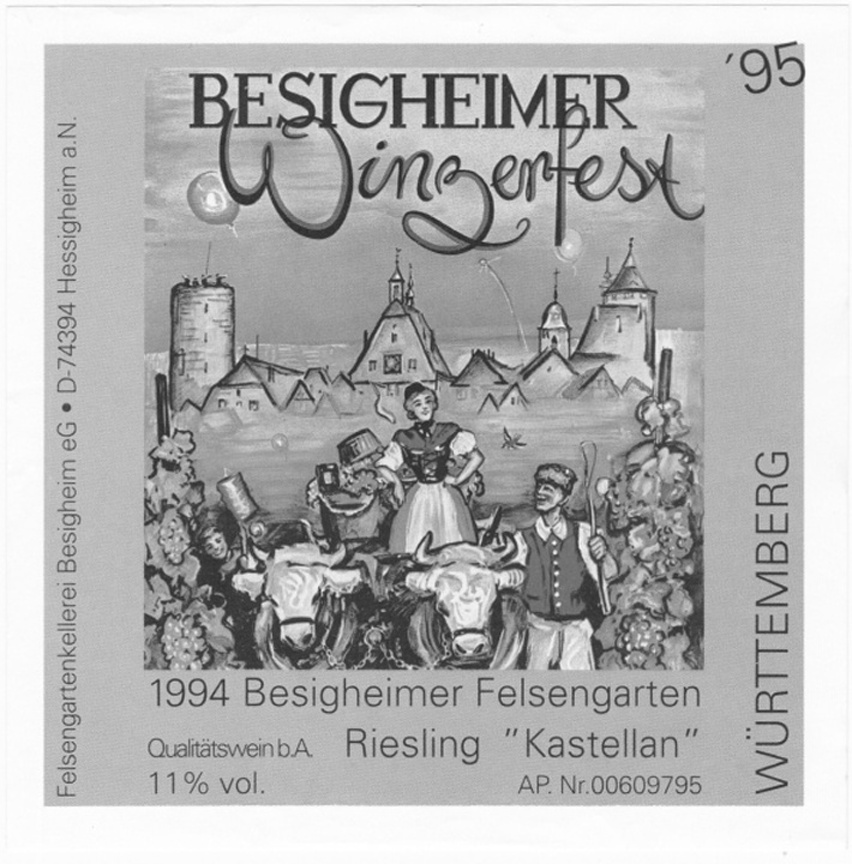 '95
BESIGHEIMER
Winzerfest
Felsengartenkellerei Besigheim eG • D-74394 Hessigheim a.N.
WÜRTTEMBERG
1994 Besigheimer Felsengarten
Qualitätswein b.A. Riesling "Kastellan"
11% vol. AP. Nr.00609795